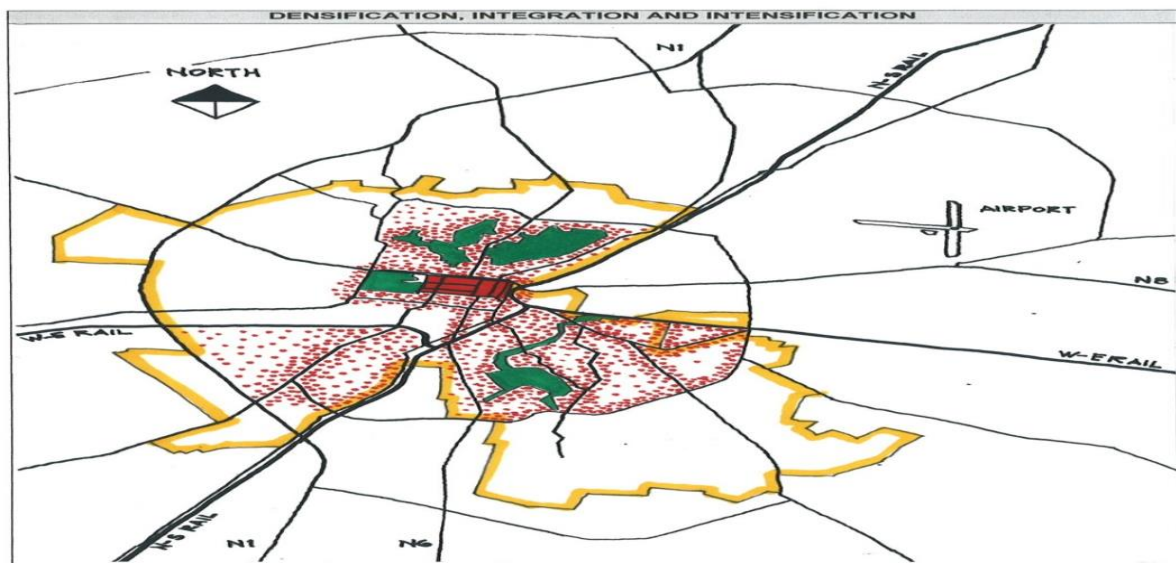 DENSIFICATION, INTEGRATION AND INTENSIFICATION
N1
NORTH
N-S RAIL
AIRPORT
N8
W-E RAIL
W-E RAIL
N-S RAIL
N1
N6